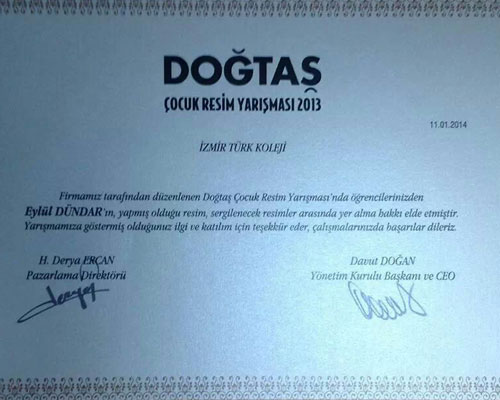 DOĞTAŞ
ÇOCUK RESİM YARIŞMASI 2013
11.01.2014
İZMİR TÜRK KOLEJİ
Firmamız tarafından düzenlenen Doğtaş Çocuk Resim Yarışması'nda öğrencilerinizden
Eylül DÜNDAR'ın, yapmış olduğu resim, sergilenecek resimler arasında yer alma hakkı elde etmiştir.
Yarışmamıza göstermiş olduğunuz ilgi ve katılım için teşekkür eder, çalışmalarınızda başarılar dileriz.
H. Derya ERÇAN
Pazarlama Direktörü
Davut DOĞAN
Yönetim Kurulu Başkanı ve CEO